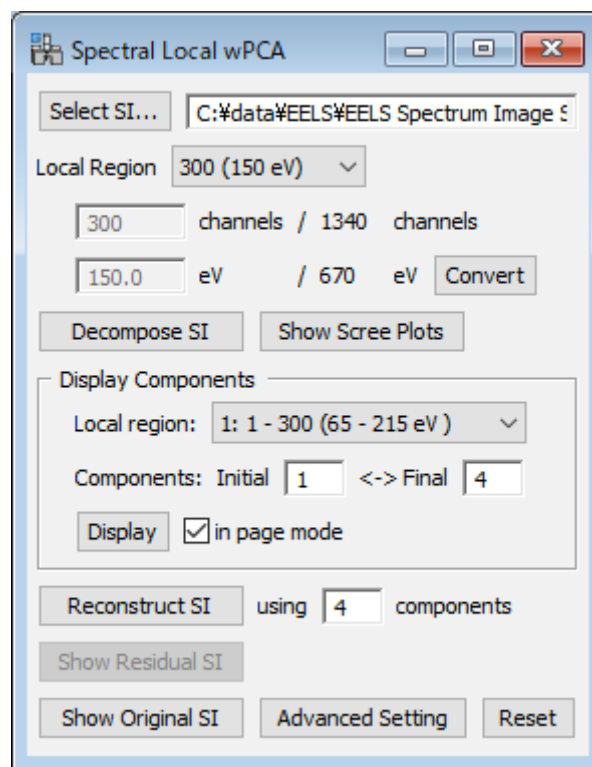 Spectral Local wPCA
Select SI... C:¥data¥EELS¥EELS Spectrum Image S
Local Region 300 (150 eV)
300 channels / 1340 channels
150.0 eV / 670 eV Convert
Decompose SI Show Scree Plots
Display Components
Local region: 1: 1 - 300 (65 - 215 eV )
Components: Initial 1 <-> Final 4
Display in page mode
Reconstruct SI using 4 components
Show Residual SI
Show Original SI Advanced Setting Reset